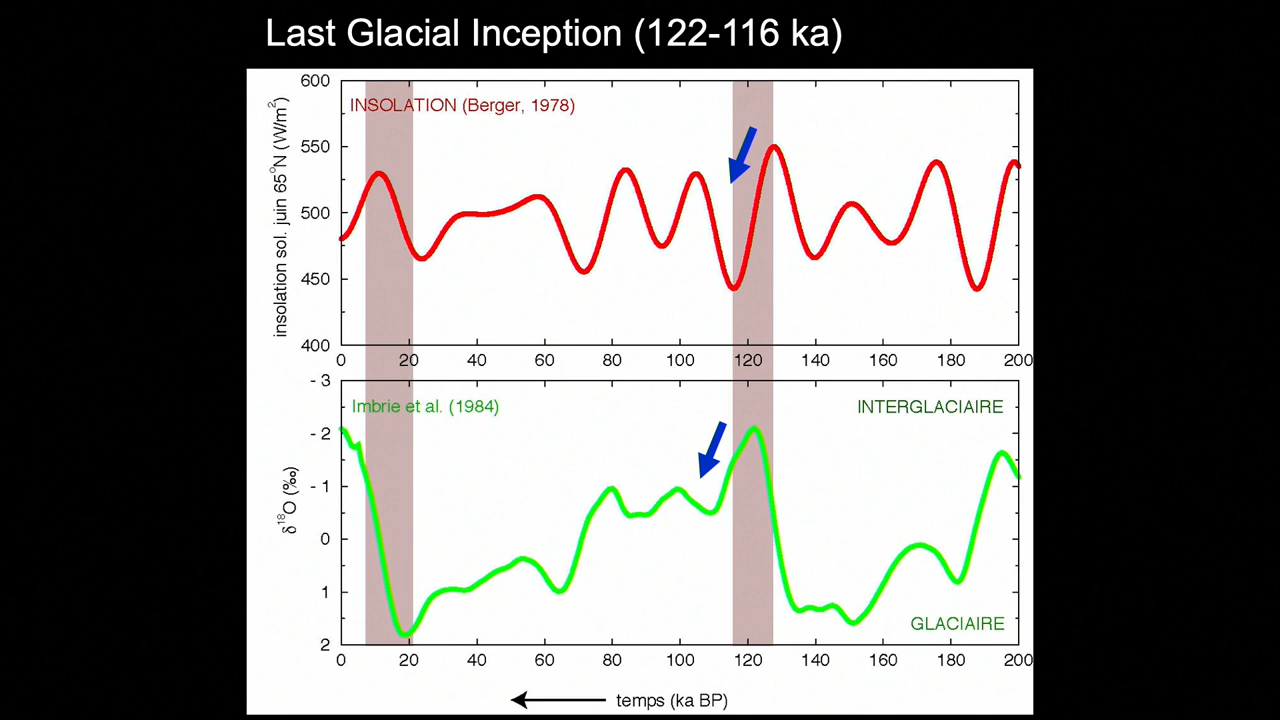 Last Glacial Inception (122-116 ka)
600
INSOLATION (Berger, 1978)
550
500
450
400
insolation sol. juin 65°N (W/m²)
0 20 40 60 80 100 120 140 160 180 200
- 3
Imbrie et al. (1984)
INTERGLACIAIRE
- 2
- 1
0
1
2
δ¹⁸O (‰)
GLACIAIRE
0 20 40 60 80 100 120 140 160 180 200
temps (ka BP)